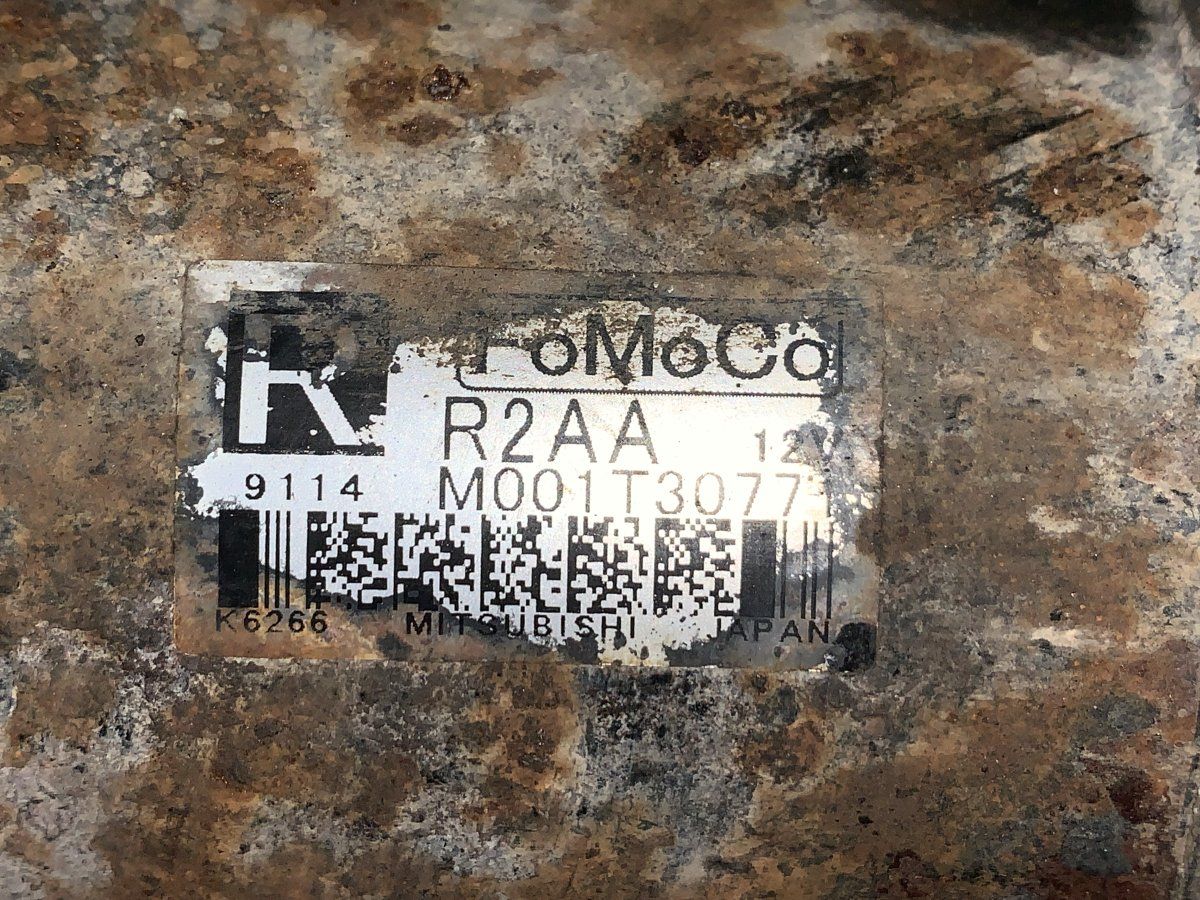 R
FoMoCo
R2AA 12V
9114 M001T3077
K6266 MITSUBISHI JAPAN